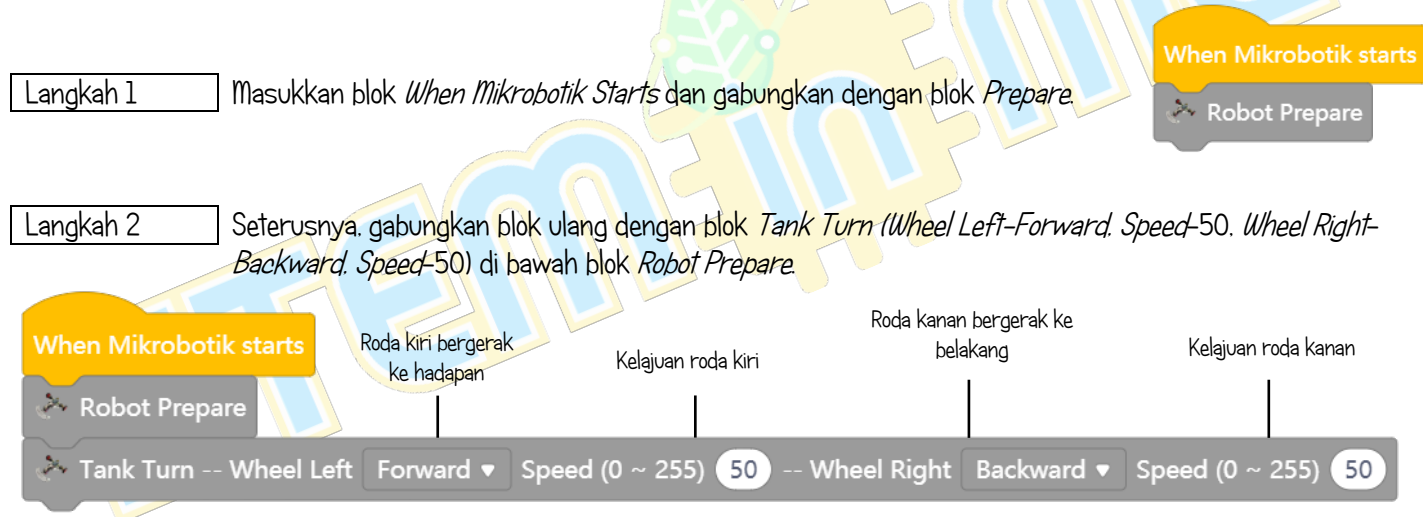 When Mikrobotik starts
Robot Prepare
Langkah 1
Masukkan blok When Mikrobotik Starts dan gabungkan dengan blok Prepare.
Langkah 2
Seterusnya, gabungkan blok ulang dengan blok Tank Turn (Wheel Left-Forward, Speed-50, Wheel Right-
Backward, Speed-50) di bawah blok Robot Prepare.
When Mikrobotik starts
Robot Prepare
Roda kiri bergerak
ke hadapan
Kelajuan roda kiri
Roda kanan bergerak ke
belakang
Kelajuan roda kanan
Tank Turn -- Wheel Left Forward ▼ Speed (0 ~ 255) 50 -- Wheel Right Backward ▼ Speed (0 ~ 255) 50